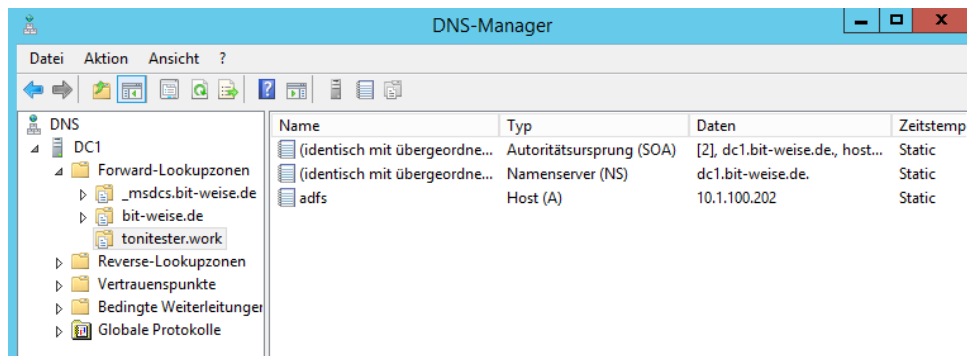 DNS-Manager
Datei Aktion Ansicht ?
DNS
DC1
Forward-Lookupzonen
_msdcs.bit-weise.de
bit-weise.de
tonitester.work
Reverse-Lookupzonen
Vertrauenspunkte
Bedingte Weiterleitunger
Globale Protokolle
Name Typ Daten Zeitstemp
(identisch mit übergeordne... Autoritätsursprung (SOA) [2], dc1.bit-weise.de., host... Static
(identisch mit übergeordne... Namenserver (NS) dc1.bit-weise.de. Static
adfs Host (A) 10.1.100.202 Static